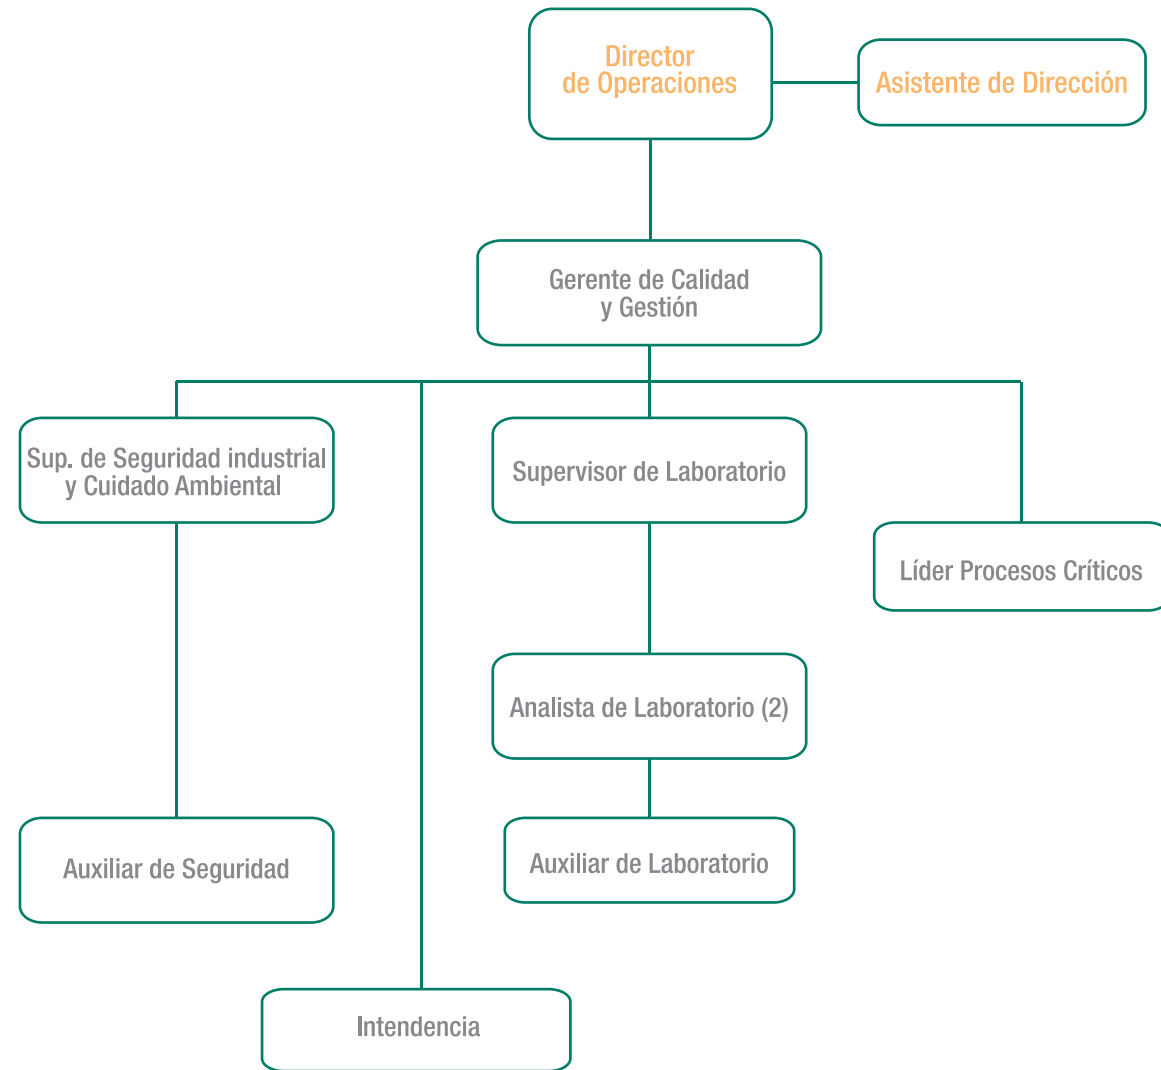 Director
de Operaciones
Asistente de Dirección
Gerente de Calidad
y Gestión
Sup. de Seguridad industrial
y Cuidado Ambiental
Supervisor de Laboratorio
Líder Procesos Críticos
Analista de Laboratorio (2)
Auxiliar de Seguridad
Auxiliar de Laboratorio
Intendencia